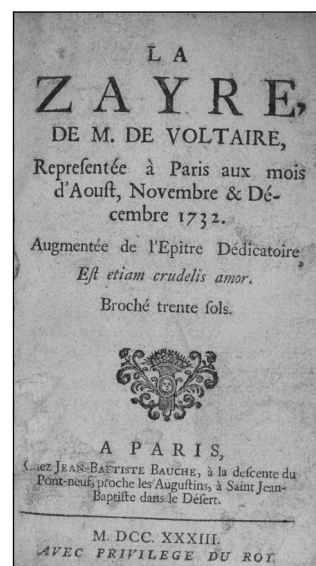 LA
ZAYRE,
DE M. DE VOLTAIRE,
Repreſentée à Paris aux mois
d'Aouſt, Novembre & Dé-
cembre 1732.
Augmentée de l'Epitre Dédicatoire
Eſt etiam crudelis amor.
Broché trente ſols.
A PARIS,
Chez JEAN-BAPTISTE BAUCHE, à la deſcente du
Pont-neuf, proche les Auguſtins, à Saint Jean-
Baptiſte dans le Déſert.
M. DCC. XXXIII.
AVEC PRIVILEGE DU ROY.